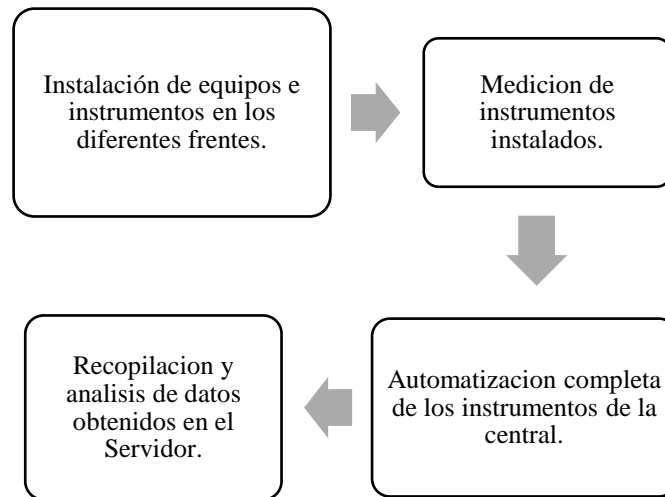 Instalación de equipos e
instrumentos en los
diferentes frentes.
Medicion de
instrumentos
instalados.
Automatizacion completa
de los instrumentos de la
central.
Recopilacion y
analisis de datos
obtenidos en el
Servidor.